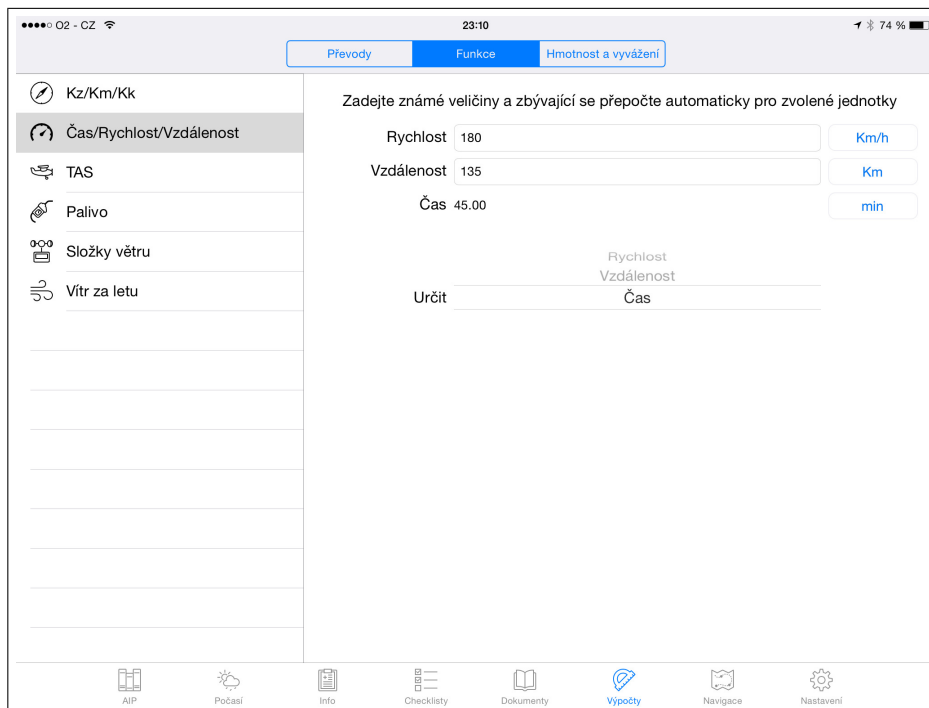 O2 - CZ 23:10 74 %
Převody Funkce Hmotnost a vyvážení
Kz/Km/Kk
Čas/Rychlost/Vzdálenost
TAS
Palivo
Složky větru
Vítr za letu
Zadejte známé veličiny a zbývající se přepočte automaticky pro zvolené jednotky
Rychlost 180 Km/h
Vzdálenost 135 Km
Čas 45.00 min
Rychlost
Vzdálenost
Určit Čas
AIP Počasí Info Checklisty Dokumenty Výpočty Navigace Nastavení